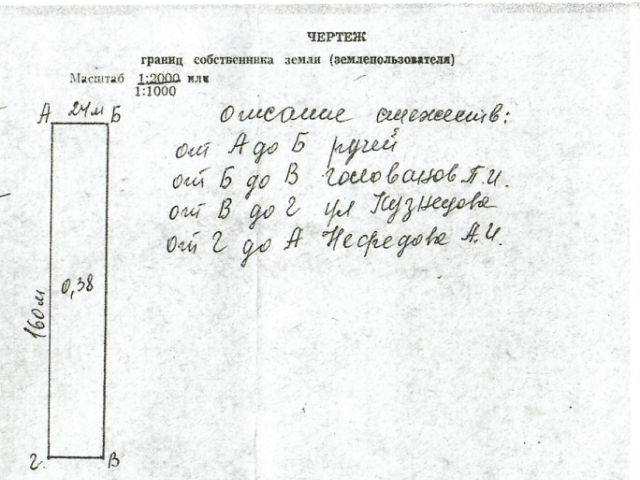 ЧЕРТЕЖ
границ собственника земли (землепользователя)
Масштаб 1:2000 или
1:1000
А 24м Б
описание смежеств:
от А до Б ручей
от Б до В Голованов П.И.
от В до Г ул Кузнецова
от Г до А Несредова А.И.
0,38
160м
Г. В